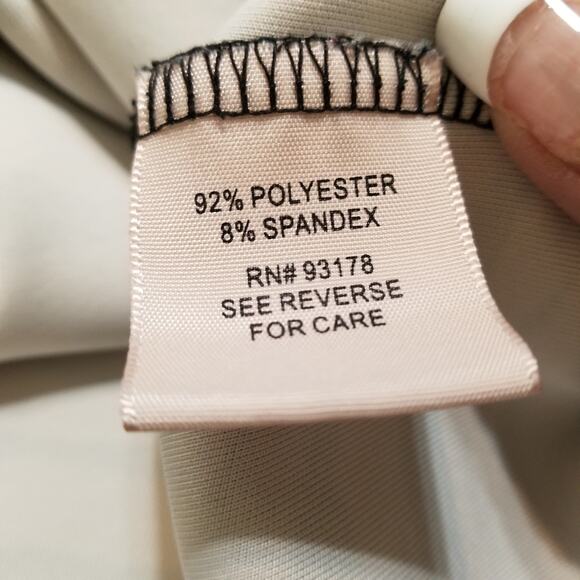 92% POLYESTER
8% SPANDEX
RN# 93178
SEE REVERSE
FOR CARE